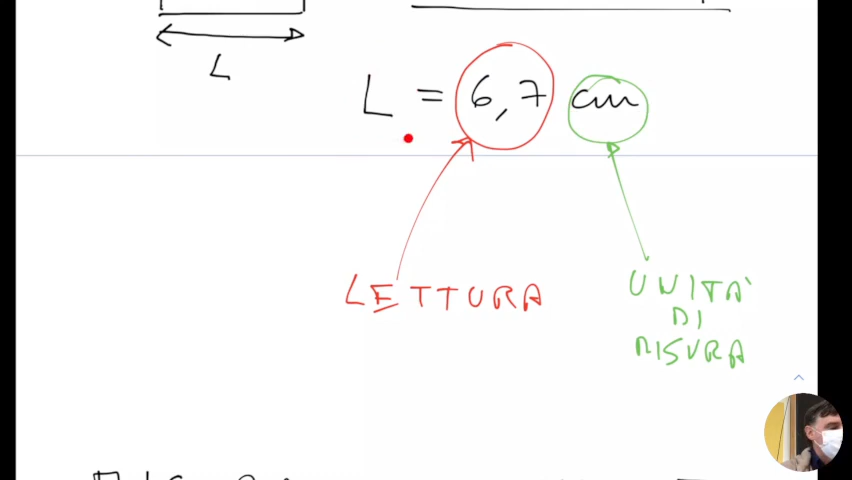 L
L = 6,7 cm
LETTURA
UNITA'
DI
MISURA